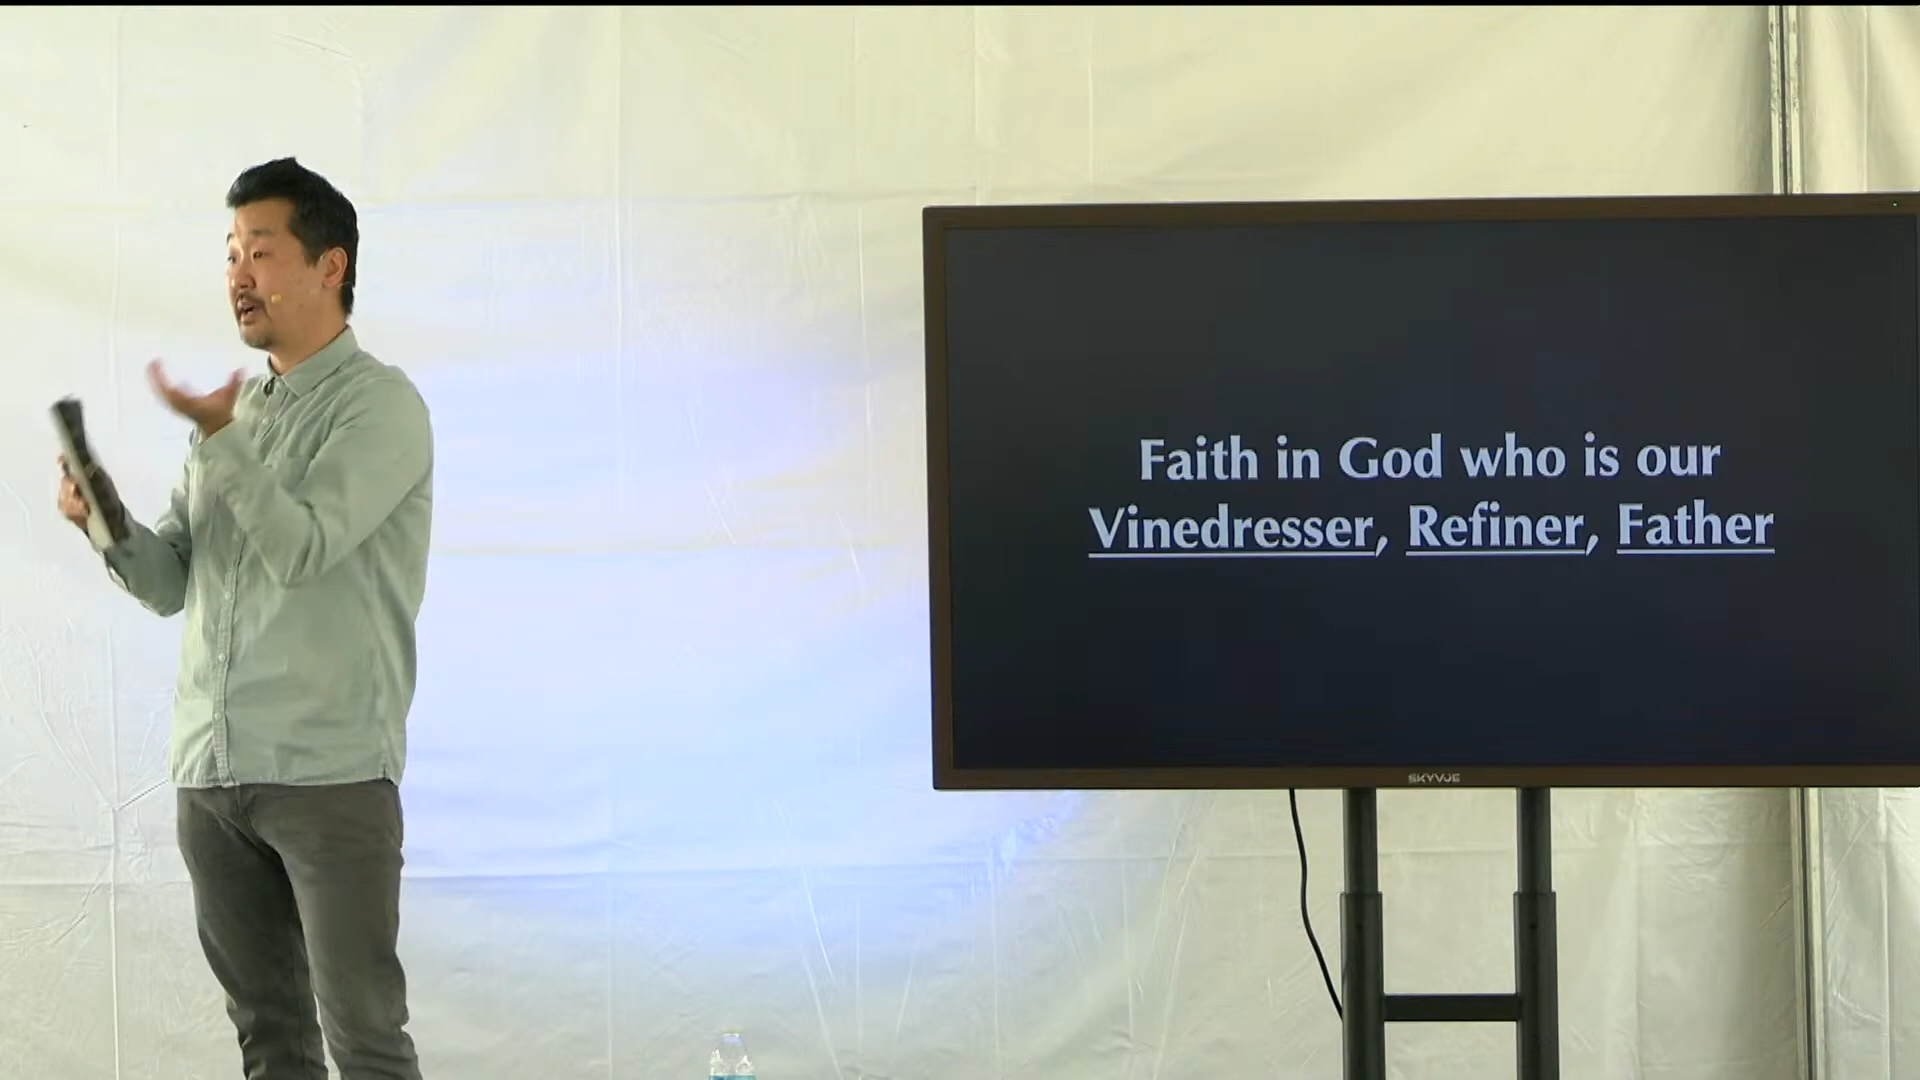 Faith in God who is our
Vinedresser, Refiner, Father
SKYVUE